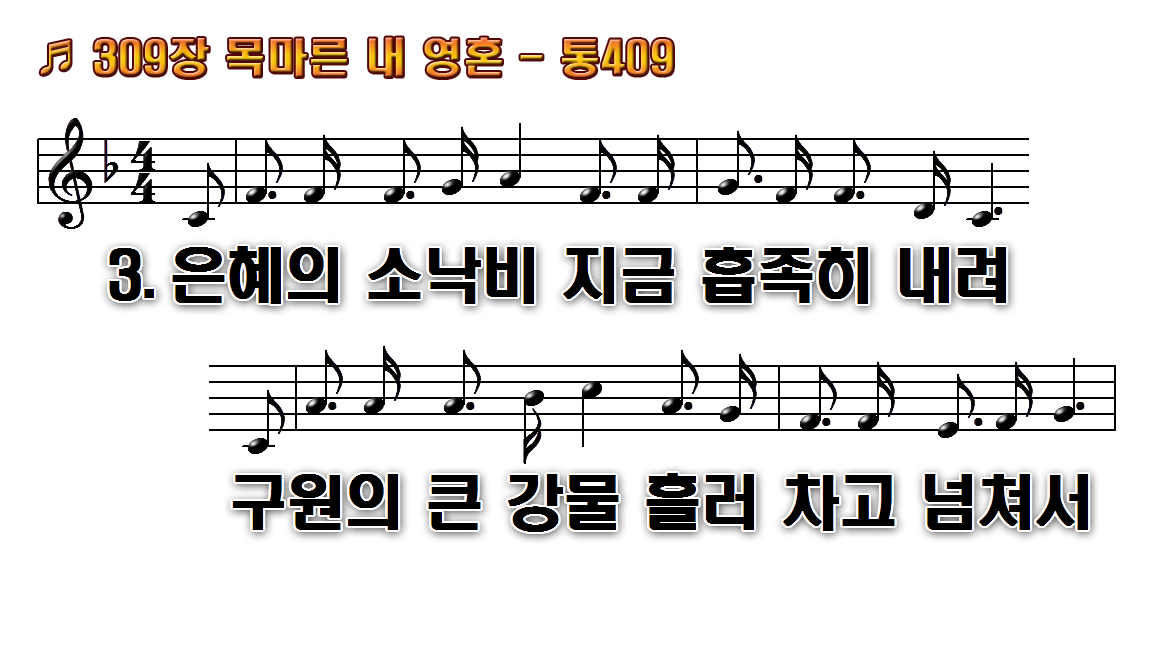 ♬ 309장 목마른 내 영혼 - 통409
3. 은혜의 소낙비 지금 흡족히 내려
구원의 큰 강물 흘러 차고 넘쳐서